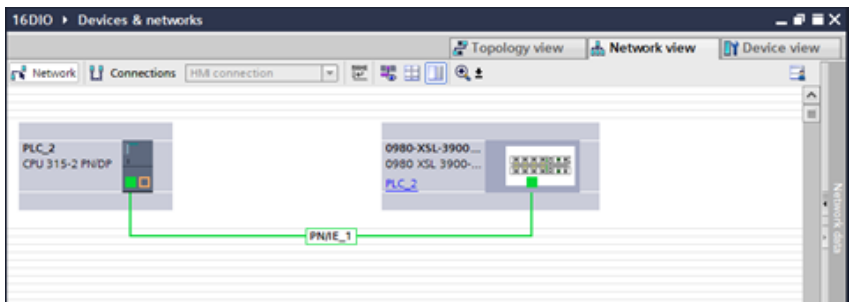 16DIO ▸ Devices & networks
Topology view Network view Device view
Network Connections HMI connection
PLC_2
CPU 315-2 PN/DP
0980-XSL-3900...
0980 XSL 3900-...
PLC_2
PN/IE_1
Network data